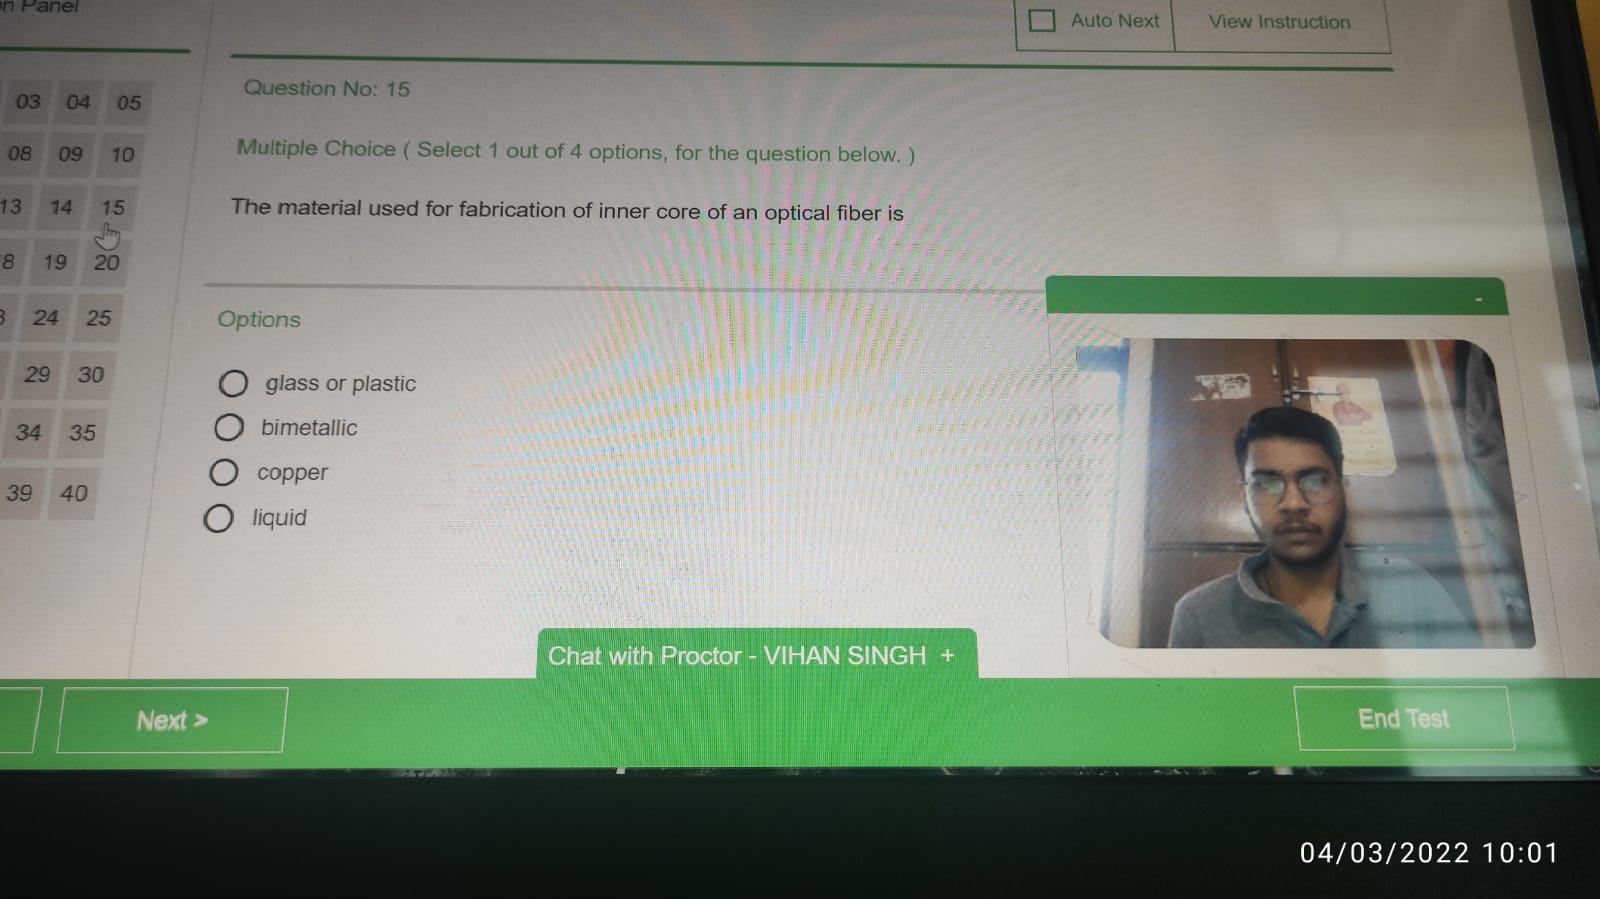 Panel
Auto Next
View Instruction
03 04 05
08 09 10
13 14 15
19 20
24 25
29 30
34 35
39 40
Question No: 15
Multiple Choice ( Select 1 out of 4 options, for the question below. )
The material used for fabrication of inner core of an optical fiber is
Options
glass or plastic
bimetallic
copper
liquid
-
Chat with Proctor - VIHAN SINGH +
Next >
End Test
04/03/2022 10:01